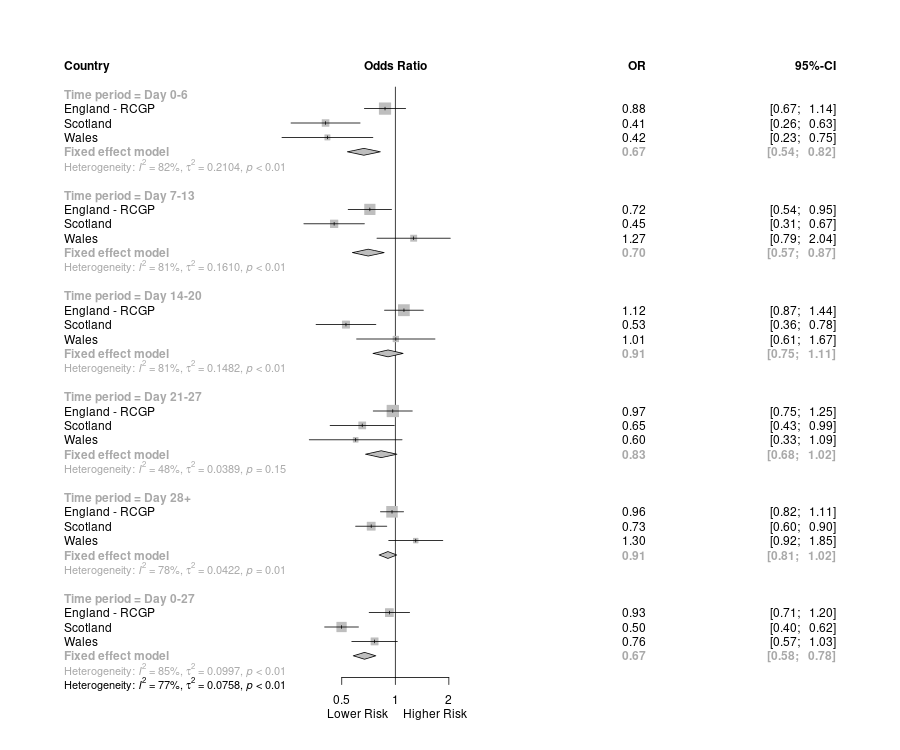 Country Odds Ratio OR 95%-CI
Time period = Day 0-6
England - RCGP 0.88 [0.67; 1.14]
Scotland 0.41 [0.26; 0.63]
Wales 0.42 [0.23; 0.75]
Fixed effect model 0.67 [0.54; 0.82]
Heterogeneity: I² = 82%, τ² = 0.2104, p < 0.01
Time period = Day 7-13
England - RCGP 0.72 [0.54; 0.95]
Scotland 0.45 [0.31; 0.67]
Wales 1.27 [0.79; 2.04]
Fixed effect model 0.70 [0.57; 0.87]
Heterogeneity: I² = 81%, τ² = 0.1610, p < 0.01
Time period = Day 14-20
England - RCGP 1.12 [0.87; 1.44]
Scotland 0.53 [0.36; 0.78]
Wales 1.01 [0.61; 1.67]
Fixed effect model 0.91 [0.75; 1.11]
Heterogeneity: I² = 81%, τ² = 0.1482, p < 0.01
Time period = Day 21-27
England - RCGP 0.97 [0.75; 1.25]
Scotland 0.65 [0.43; 0.99]
Wales 0.60 [0.33; 1.09]
Fixed effect model 0.83 [0.68; 1.02]
Heterogeneity: I² = 48%, τ² = 0.0389, p = 0.15
Time period = Day 28+
England - RCGP 0.96 [0.82; 1.11]
Scotland 0.73 [0.60; 0.90]
Wales 1.30 [0.92; 1.85]
Fixed effect model 0.91 [0.81; 1.02]
Heterogeneity: I² = 78%, τ² = 0.0422, p = 0.01
Time period = Day 0-27
England - RCGP 0.93 [0.71; 1.20]
Scotland 0.50 [0.40; 0.62]
Wales 0.76 [0.57; 1.03]
Fixed effect model 0.67 [0.58; 0.78]
Heterogeneity: I² = 85%, τ² = 0.0997, p < 0.01
Heterogeneity: I² = 77%, τ² = 0.0758, p < 0.01
0.5 1 2
Lower Risk Higher Risk